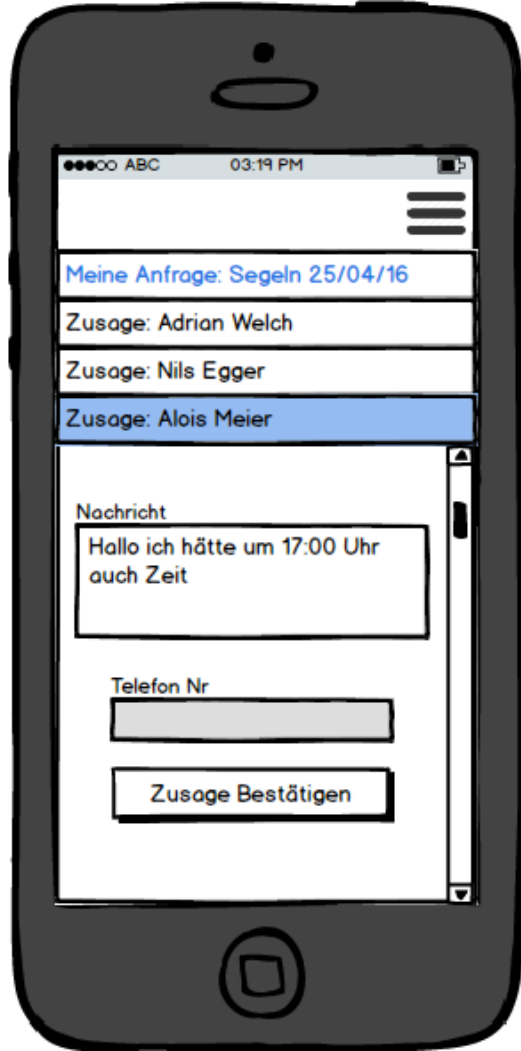 ABC 03:19 PM
Meine Anfrage: Segeln 25/04/16
Zusage: Adrian Welch
Zusage: Nils Egger
Zusage: Alois Meier
Nachricht
Hallo ich hätte um 17:00 Uhr
auch Zeit
Telefon Nr
Zusage Bestätigen